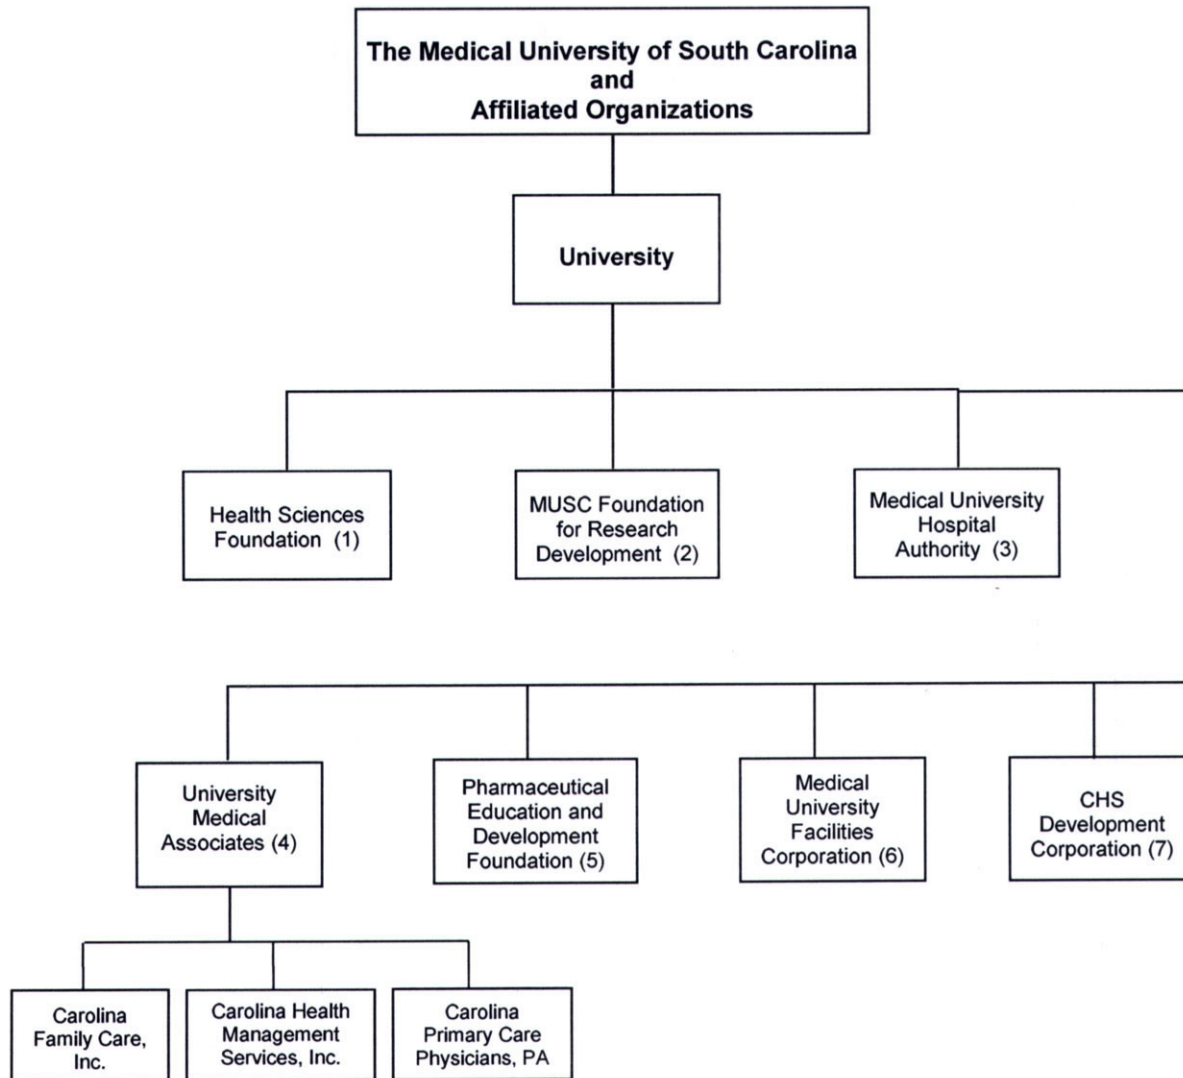 The Medical University of South Carolina
and
Affiliated Organizations
University
Health Sciences
Foundation (1)
MUSC Foundation
for Research
Development (2)
Medical University
Hospital
Authority (3)
University
Medical
Associates (4)
Pharmaceutical
Education and
Development
Foundation (5)
Medical
University
Facilities
Corporation (6)
CHS
Development
Corporation (7)
Carolina
Family Care,
Inc.
Carolina Health
Management
Services, Inc.
Carolina
Primary Care
Physicians, PA